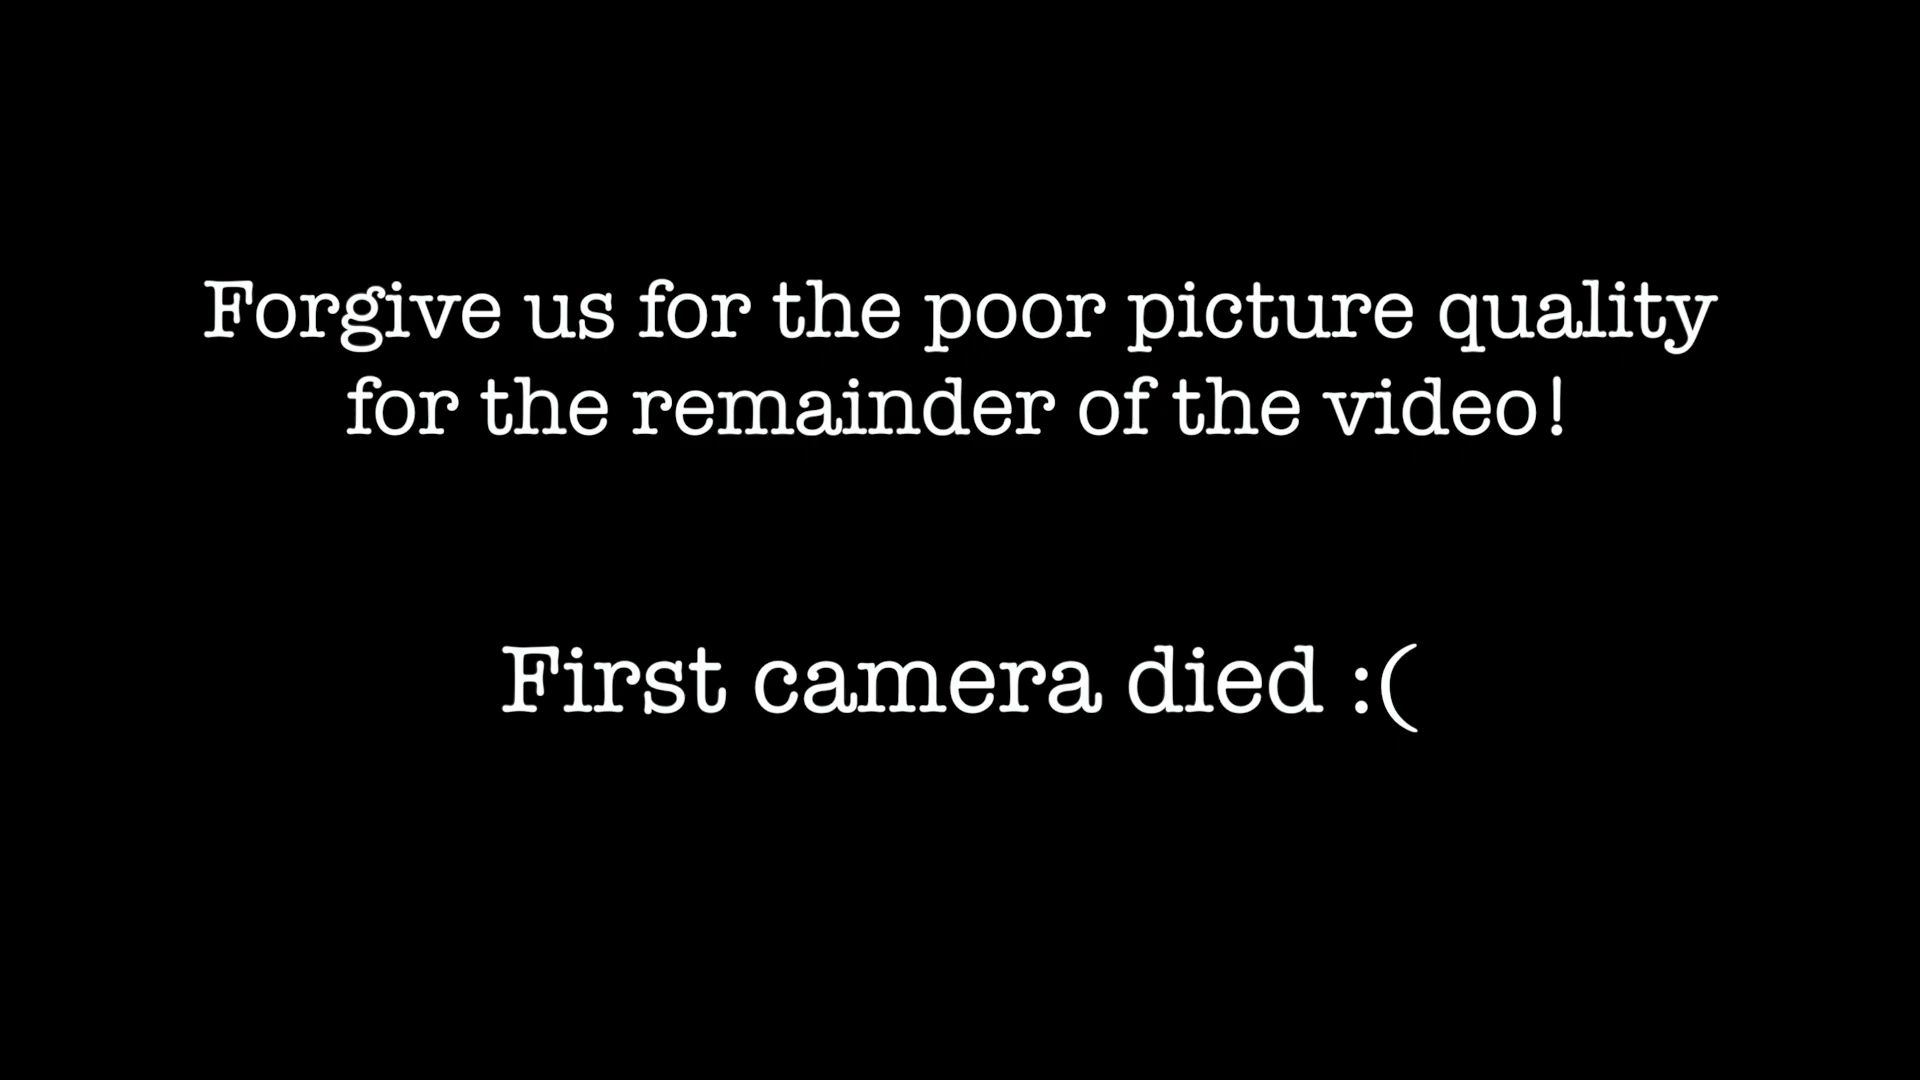 Forgive us for the poor picture quality
for the remainder of the video!
First camera died :(